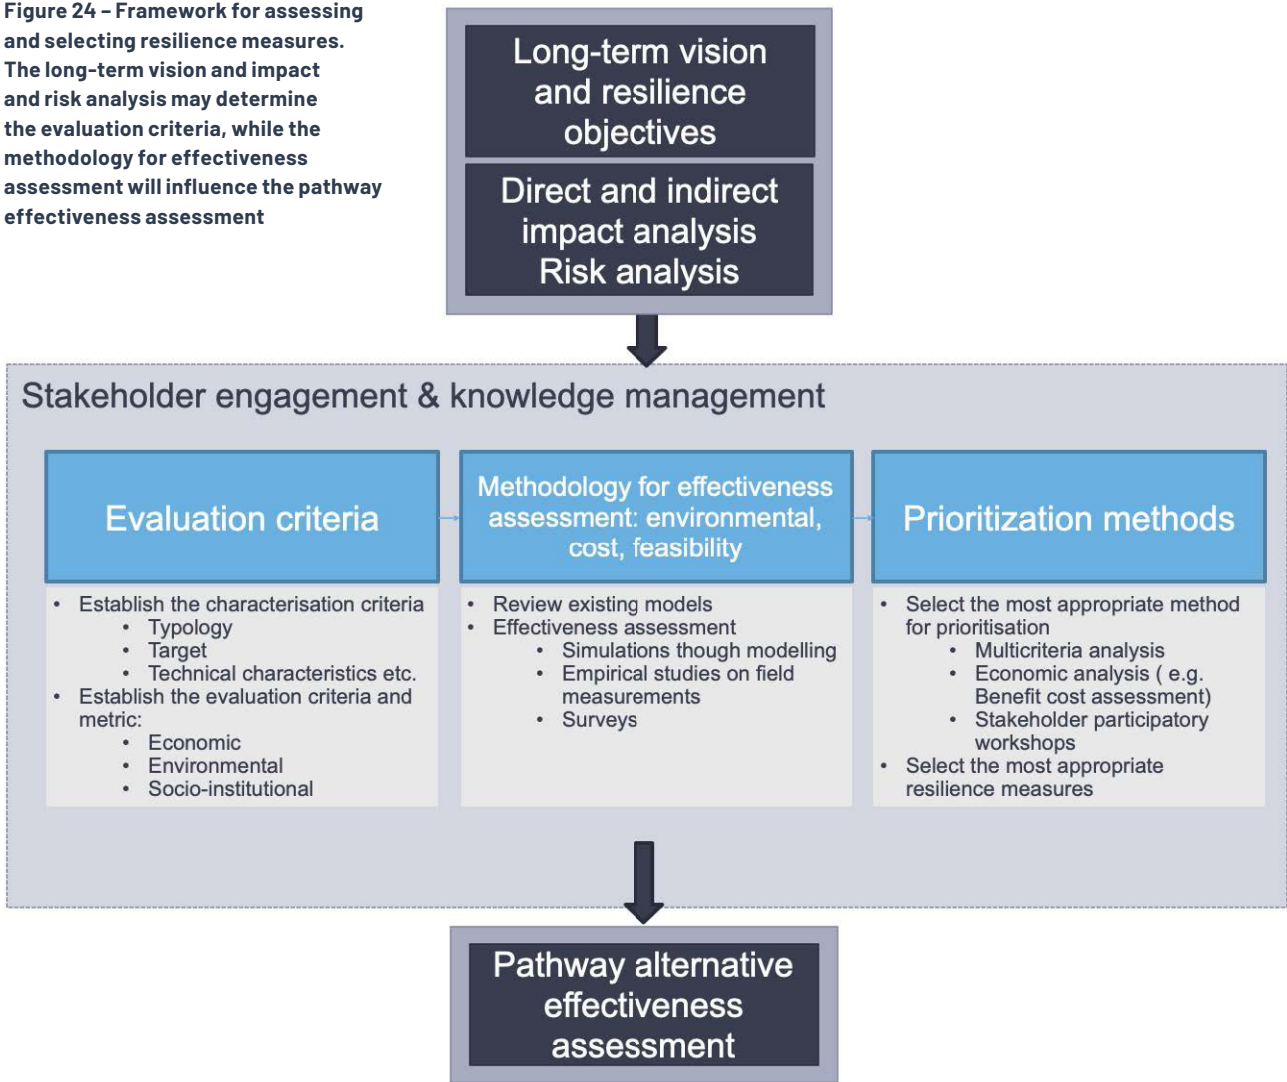 Figure 24 – Framework for assessing
and selecting resilience measures.
The long-term vision and impact
and risk analysis may determine
the evaluation criteria, while the
methodology for effectiveness
assessment will influence the pathway
effectiveness assessment
Long-term vision
and resilience
objectives
Direct and indirect
impact analysis
Risk analysis
Stakeholder engagement & knowledge management
Evaluation criteria
• Establish the characterisation criteria
• Typology
• Target
• Technical characteristics etc.
• Establish the evaluation criteria and
metric:
• Economic
• Environmental
• Socio-institutional
Methodology for effectiveness
assessment: environmental,
cost, feasibility
• Review existing models
• Effectiveness assessment
• Simulations though modelling
• Empirical studies on field
measurements
• Surveys
Prioritization methods
• Select the most appropriate method
for prioritisation
• Multicriteria analysis
• Economic analysis ( e.g.
Benefit cost assessment)
• Stakeholder participatory
workshops
• Select the most appropriate
resilience measures
Pathway alternative
effectiveness
assessment